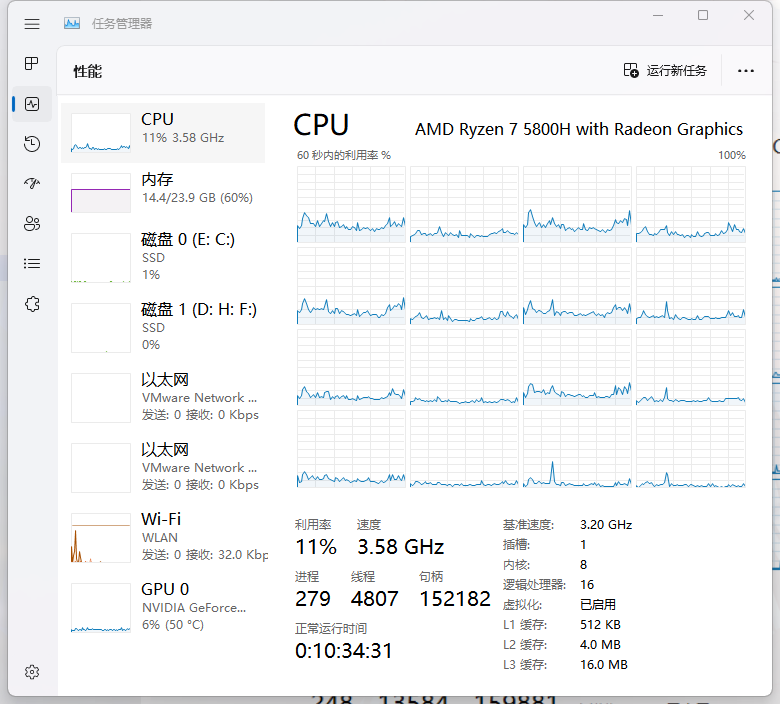 任务管理器
性能
运行新任务
CPU
11% 3.58 GHz
内存
14.4/23.9 GB (60%)
磁盘 0 (E: C:)
SSD
1%
磁盘 1 (D: H: F:)
SSD
0%
以太网
VMware Network ...
发送: 0 接收: 0 Kbps
以太网
VMware Network ...
发送: 0 接收: 0 Kbps
Wi-Fi
WLAN
发送: 0 接收: 32.0 Kbp
GPU 0
NVIDIA GeForce...
6% (50 °C)
CPU
AMD Ryzen 7 5800H with Radeon Graphics
60 秒内的利用率 %
100%
利用率 速度
11% 3.58 GHz
进程 线程 句柄
279 4807 152182
正常运行时间
0:10:34:31
基准速度: 3.20 GHz
插槽: 1
内核: 8
逻辑处理器: 16
虚拟化: 已启用
L1 缓存: 512 KB
L2 缓存: 4.0 MB
L3 缓存: 16.0 MB
248 13584 159881